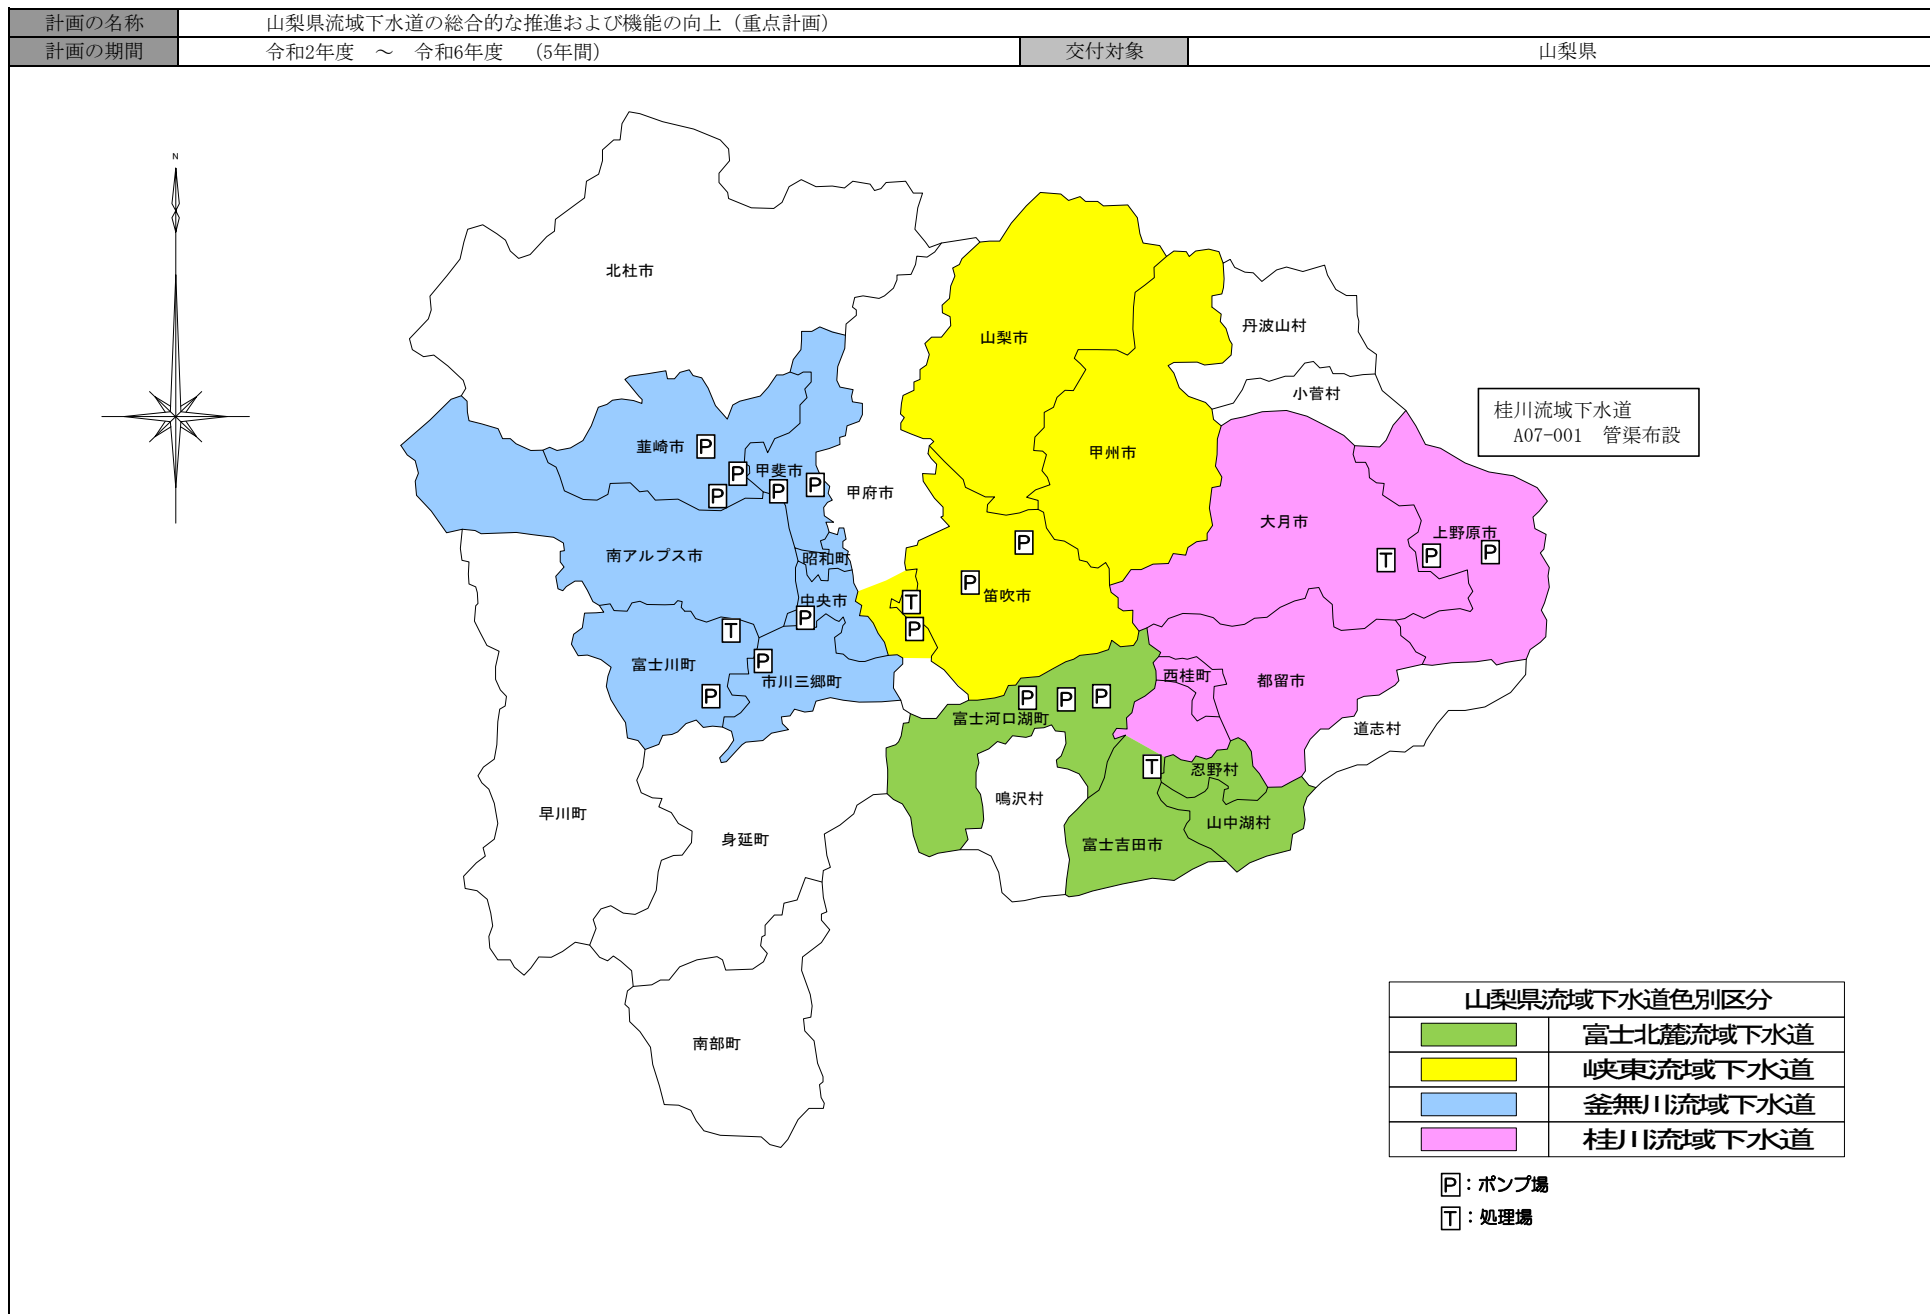 計画の名称 山梨県流域下水道の総合的な推進および機能の向上（重点計画）
計画の期間 令和2年度 ～ 令和6年度 （5年間） 交付対象 山梨県
N
北杜市
丹波山村
山梨市
小菅村
桂川流域下水道
A07-001 管渠布設
韮崎市
P
甲州市
甲斐市
P
P
P
P
甲府市
大月市
上野原市
南アルプス市
昭和町
P
T
P
P
P
笛吹市
中央市
T
P
P
T
富士川町
P
市川三郷町
P
西桂町
都留市
P
P
P
富士河口湖町
道志村
T
忍野村
鳴沢村
早川町
身延町
山中湖村
富士吉田市
南部町
山梨県流域下水道色別区分
富士北麓流域下水道
峡東流域下水道
釜無川流域下水道
桂川流域下水道
P：ポンプ場
T：処理場